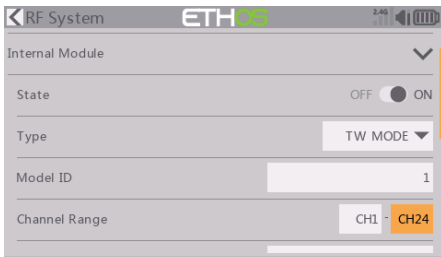 RF System ETHOS 2.4G
Internal Module
State OFF ON
Type TW MODE
Model ID 1
Channel Range CH1 - CH24